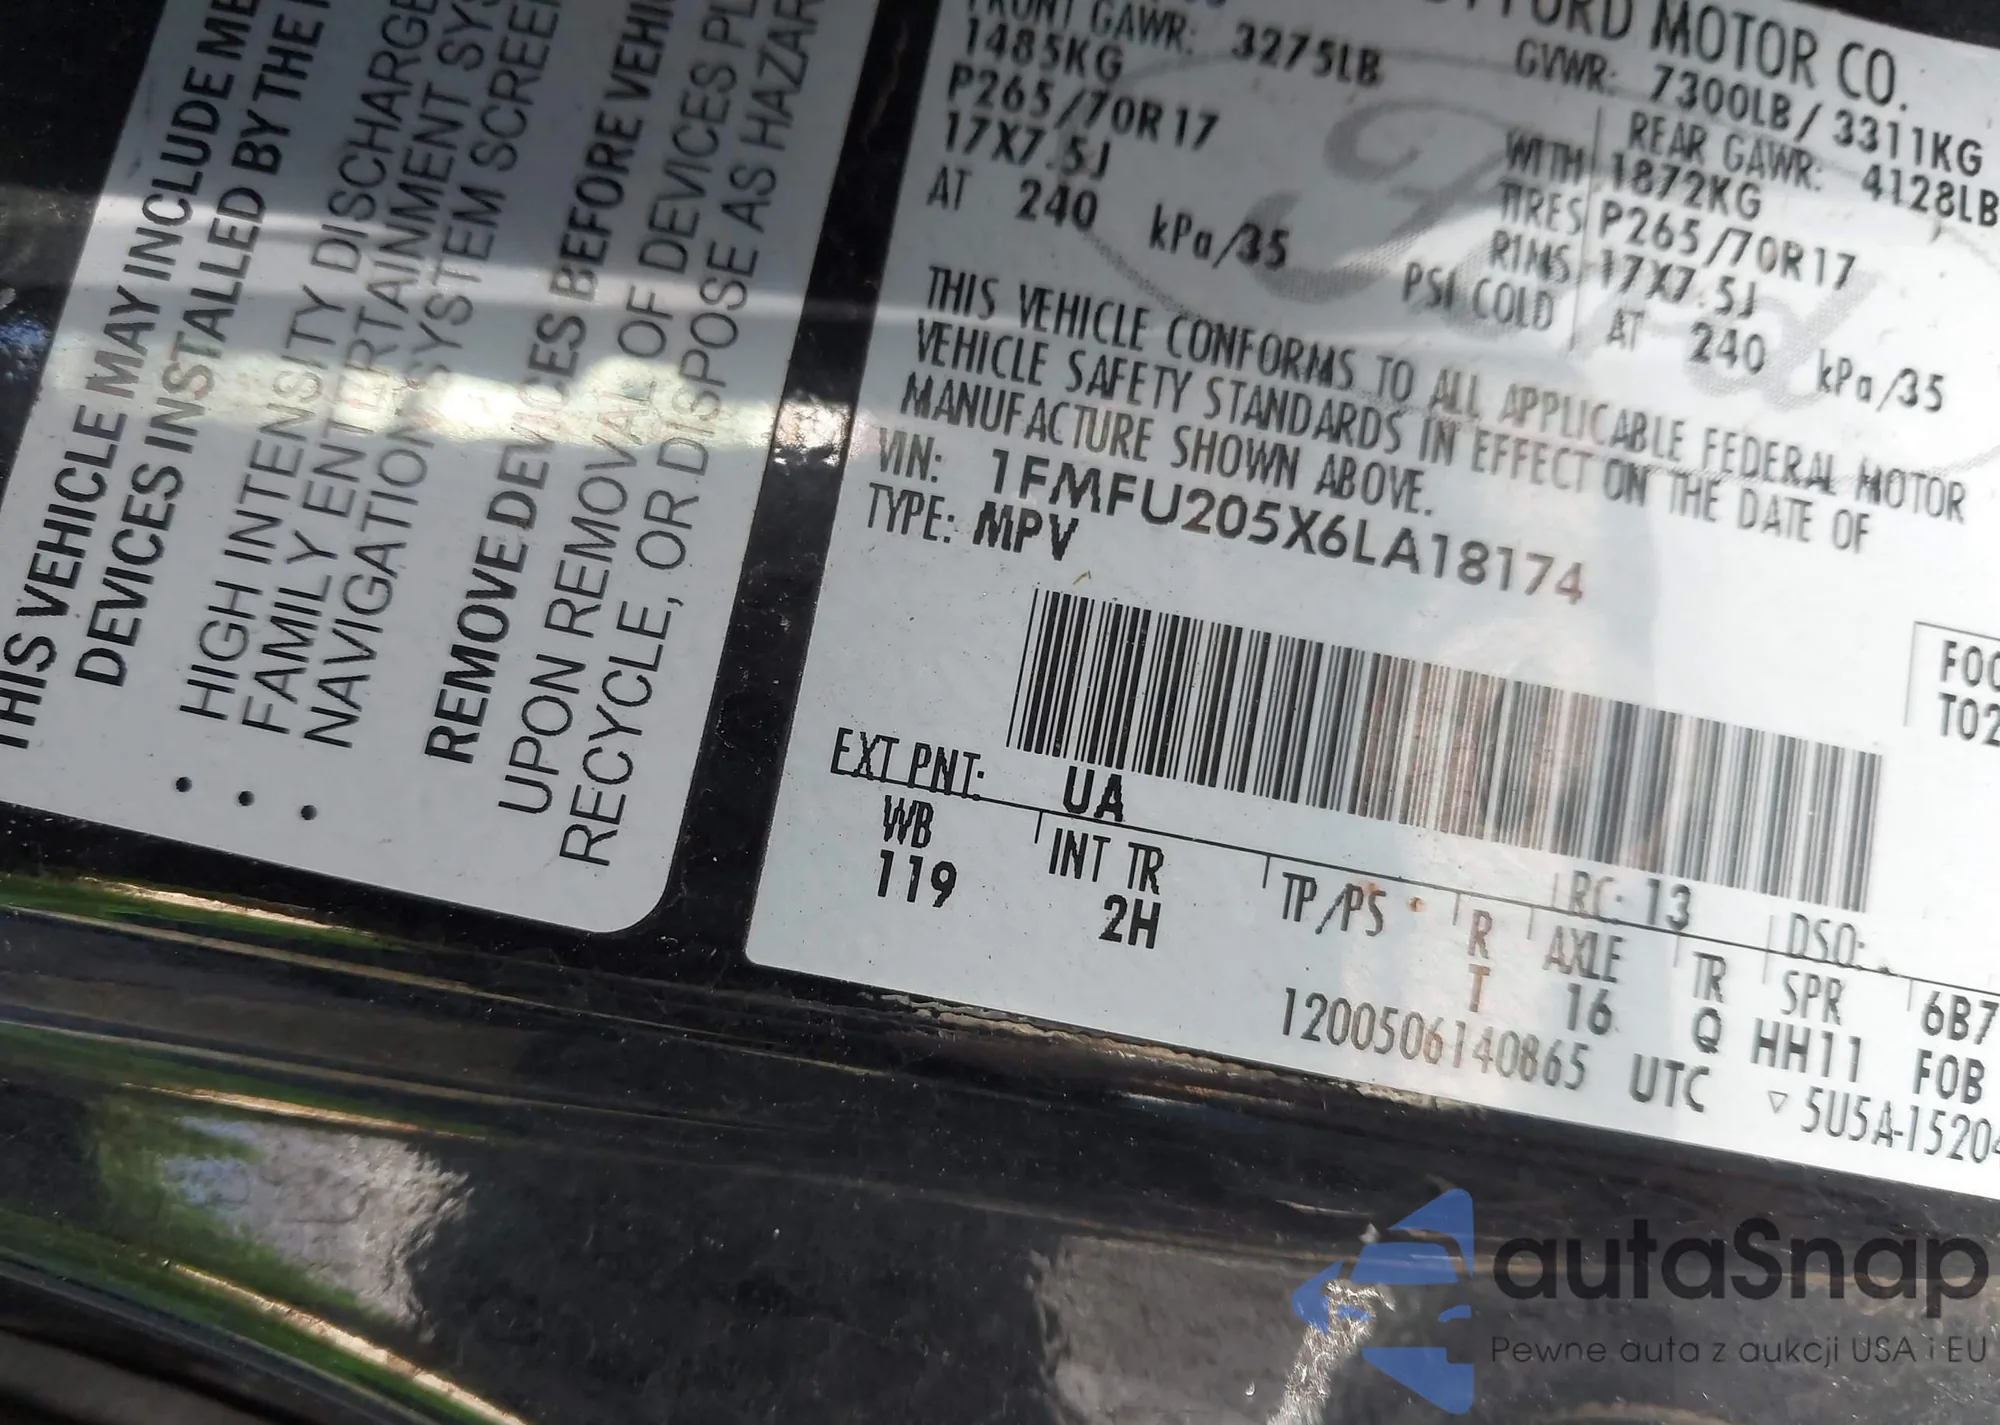 THIS VEHICLE MAY INCLUDE
DEVICES INSTALLED BY THE
• HIGH INTENSITY DISCHARGE
• FAMILY ENTERTAINMENT
• NAVIGATION SYSTEM SCREEN
REMOVE DEVICES BEFORE
UPON REMOVAL OF DEVICES
RECYCLE, OR DISPOSE AS
FORD MOTOR CO.
FRONT GAWR: 3275LB
GVWR: 7300LB / 3311KG
1485KG
REAR GAWR: 4128LB
P265/70R17
WITH 1872KG
17X7.5J
TIRES P265/70R17
AT 240 kPa/35
RIMS 17X7.5J
PSI COLD AT 240 kPa/35
THIS VEHICLE CONFORMS TO ALL APPLICABLE FEDERAL MOTOR
VEHICLE SAFETY STANDARDS IN EFFECT ON THE DATE OF
MANUFACTURE SHOWN ABOVE.
VIN: 1FMFU205X6LA18174
TYPE: MPV
EXT PNT: UA RC: 13 DSO:
WB INT TR TP/PS R AXLE TR SPR 6B7
119 2H T 16 Q HH11 F0B
1200506140865 UTC ▽ 5U5A-1520
autaSnap
Pewne auta z aukcji USA i EU